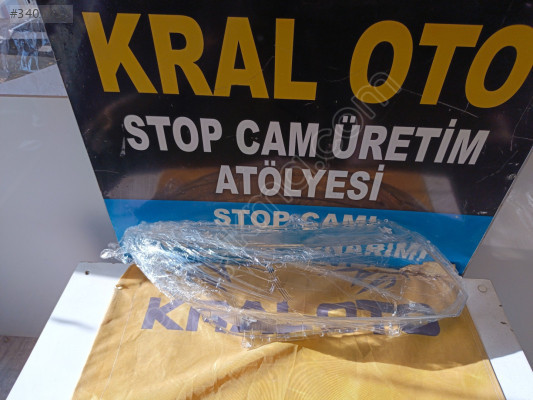 #340
KRAL OTO
STOP CAM ÜRETİM
ATÖLYESİ
STOP CAMI
KRAL OTO